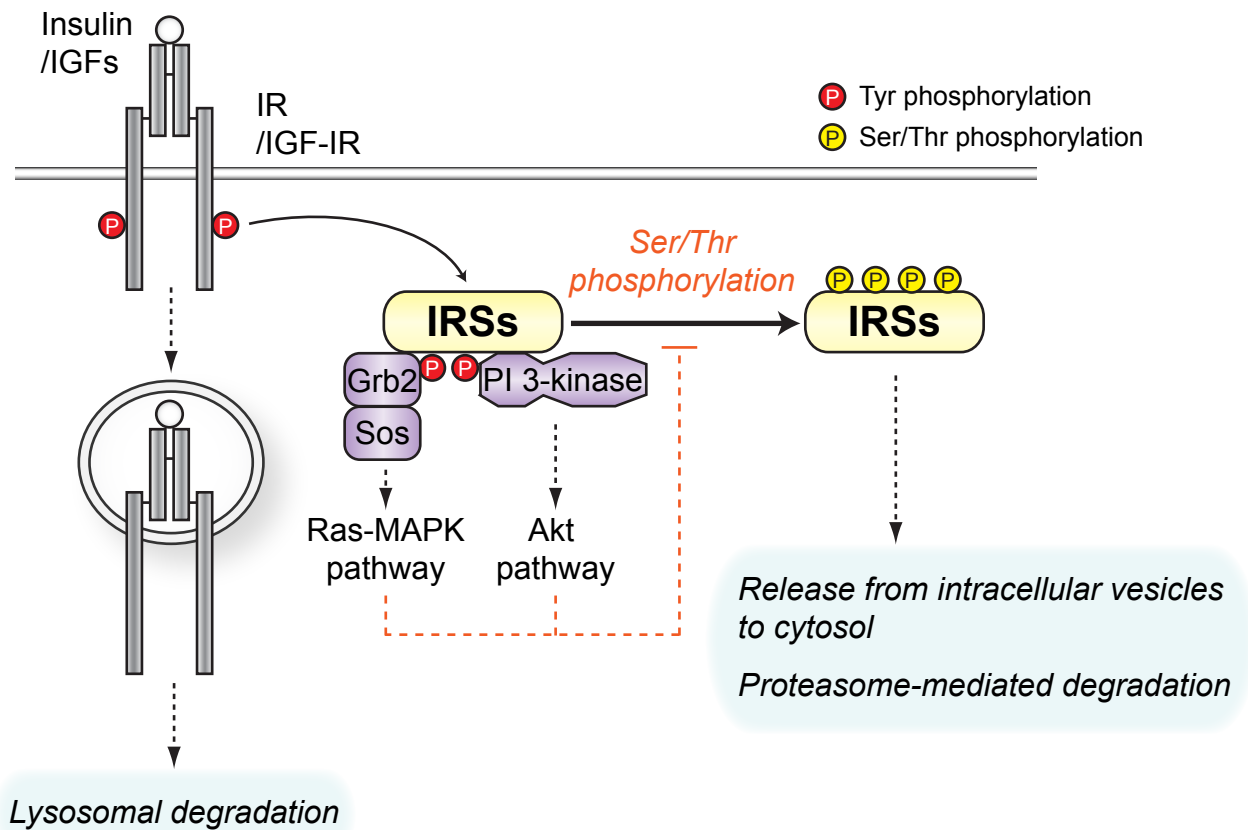 Insulin
/IGFs
IR
/IGF-IR
P Tyr phosphorylation
P Ser/Thr phosphorylation
P
P
Ser/Thr
phosphorylation
P P P P
IRSs
IRSs
P P
Grb2
PI 3-kinase
Sos
Ras-MAPK
pathway
Akt
pathway
Release from intracellular vesicles
to cytosol
Proteasome-mediated degradation
Lysosomal degradation